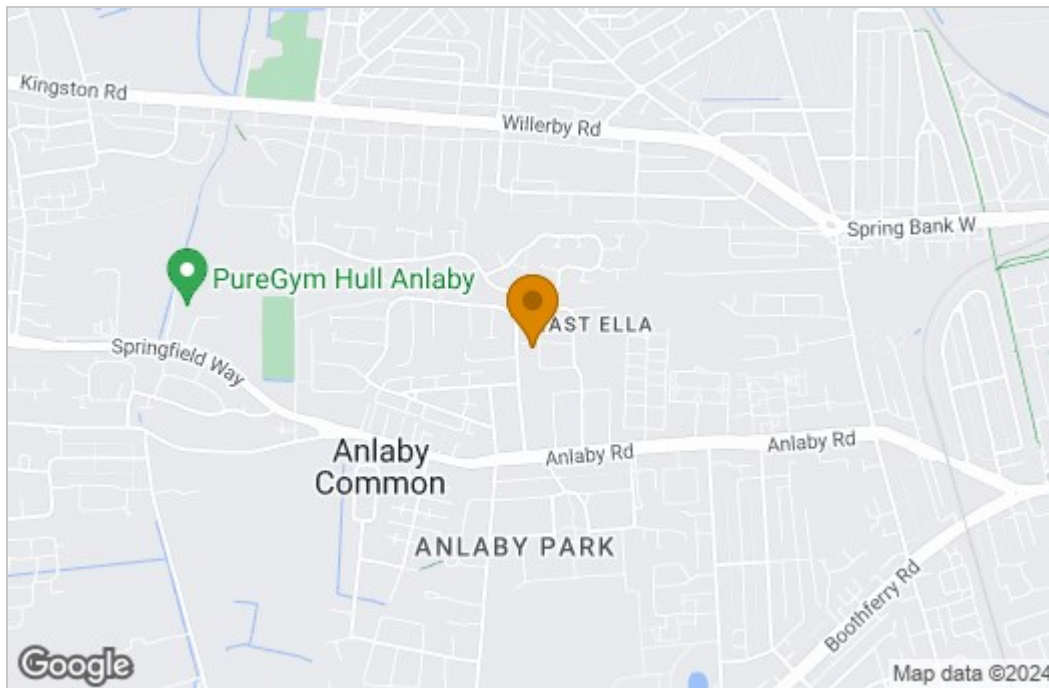 Kingston Rd
Willerby Rd
Spring Bank W
PureGym Hull Anlaby
AST ELLA
Springfield Way
Anlaby
Common
Anlaby Rd
Anlaby Rd
ANLABY PARK
Boothferry Rd
Google
Map data ©2024